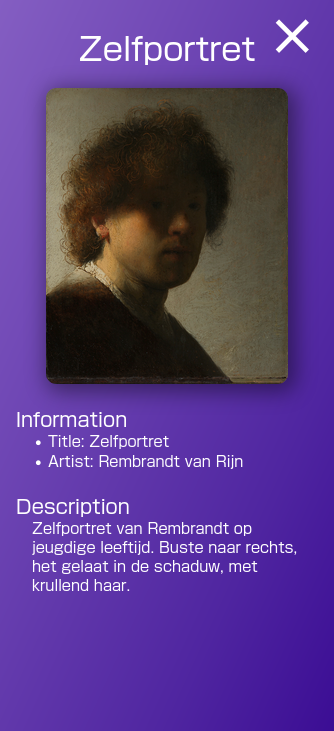 Zelfportret
Information
• Title: Zelfportret
• Artist: Rembrandt van Rijn
Description
Zelfportret van Rembrandt op
jeugdige leeftijd. Buste naar rechts,
het gelaat in de schaduw, met
krullend haar.